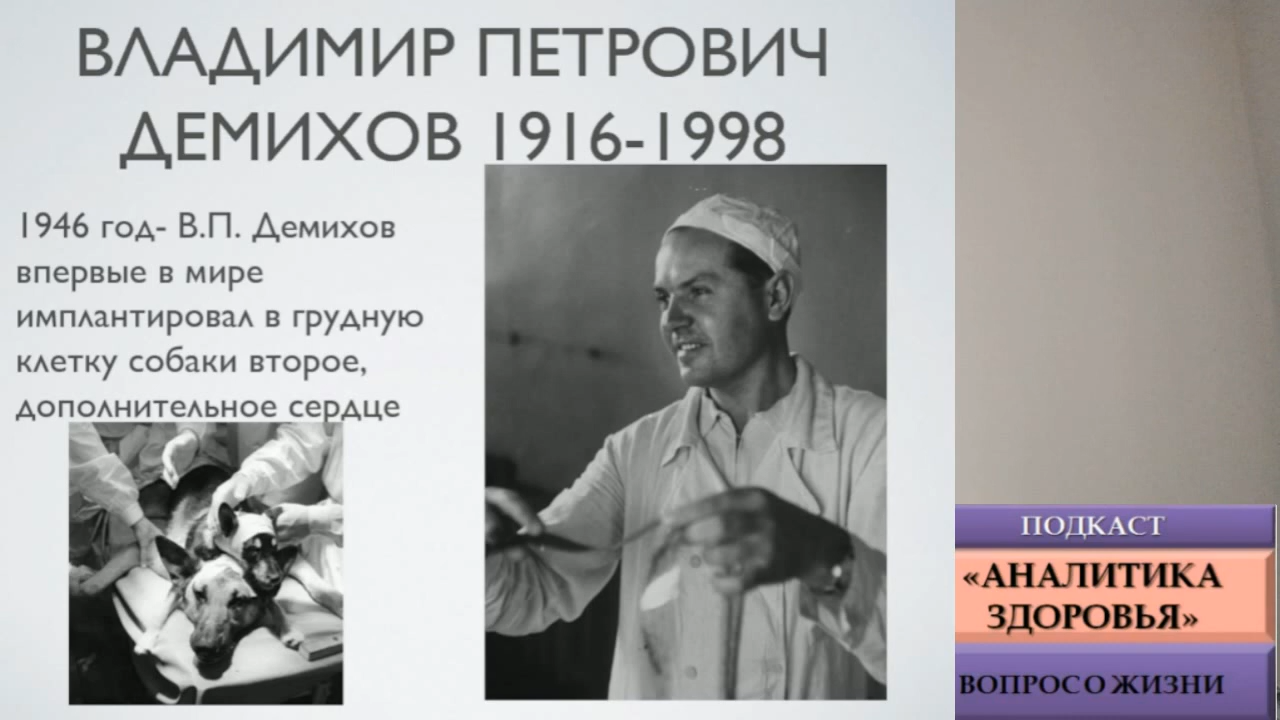 ВЛАДИМИР ПЕТРОВИЧ
ДЕМИХОВ 1916-1998
1946 год- В.П. Демихов
впервые в мире
имплантировал в грудную
клетку собаки второе,
дополнительное сердце
ПОДКАСТ
«АНАЛИТИКА
ЗДОРОВЬЯ»
ВОПРОС О ЖИЗНИ